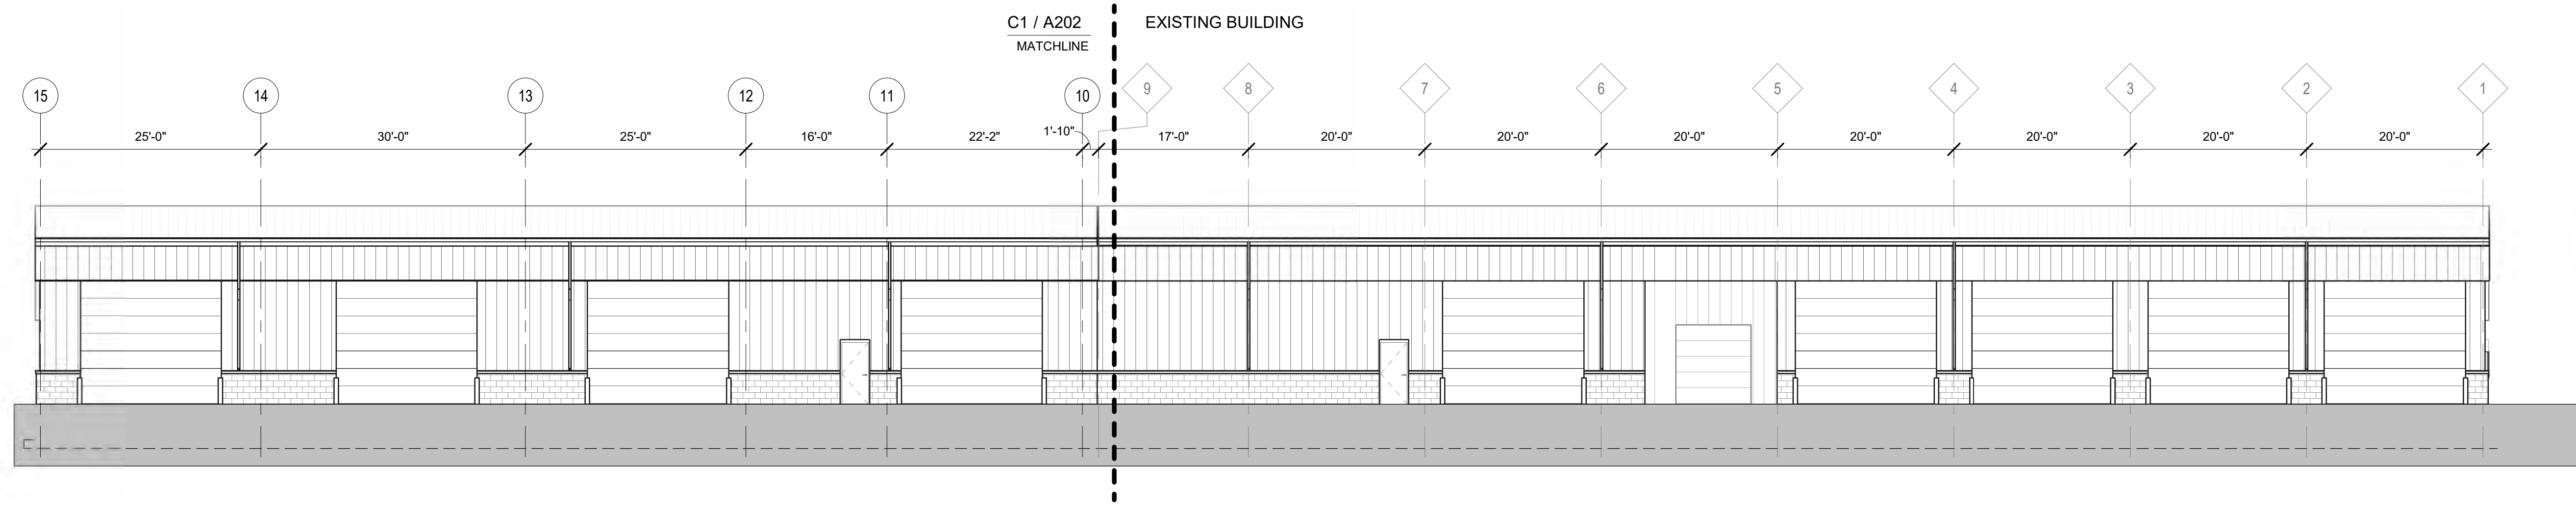 C1 / A202 EXISTING BUILDING
MATCHLINE
15 14 13 12 11 10 9 8 7 6 5 4 3 2 1
25'-0" 30'-0" 25'-0" 16'-0" 22'-2" 1'-10" 17'-0" 20'-0" 20'-0" 20'-0" 20'-0" 20'-0" 20'-0" 20'-0"